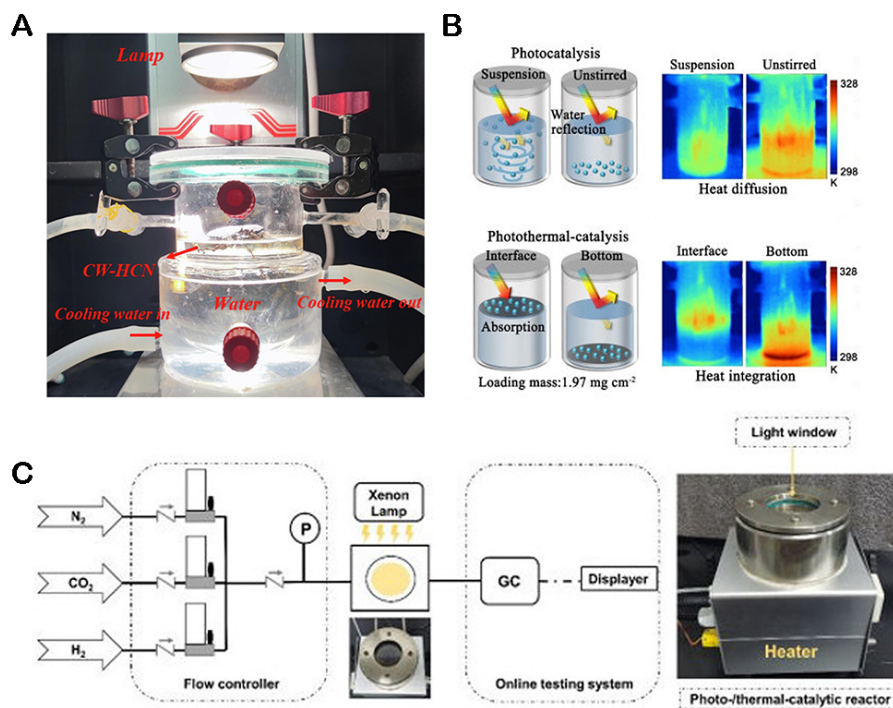 A
Lamp
CW-HCN
Water
Cooling water in
Cooling water out
B
Photocatalysis
Suspension
Unstirred
Water
reflection
Suspension
Unstirred
328
298
K
Heat diffusion
Photothermal-catalysis
Interface
Bottom
Absorption
Loading mass:1.97 mg cm⁻²
Interface
Bottom
328
298
K
Heat integration
C
N₂
CO₂
H₂
Flow controller
P
Xenon
Lamp
GC
Displayer
Online testing system
Light window
Heater
Photo-/thermal-catalytic reactor